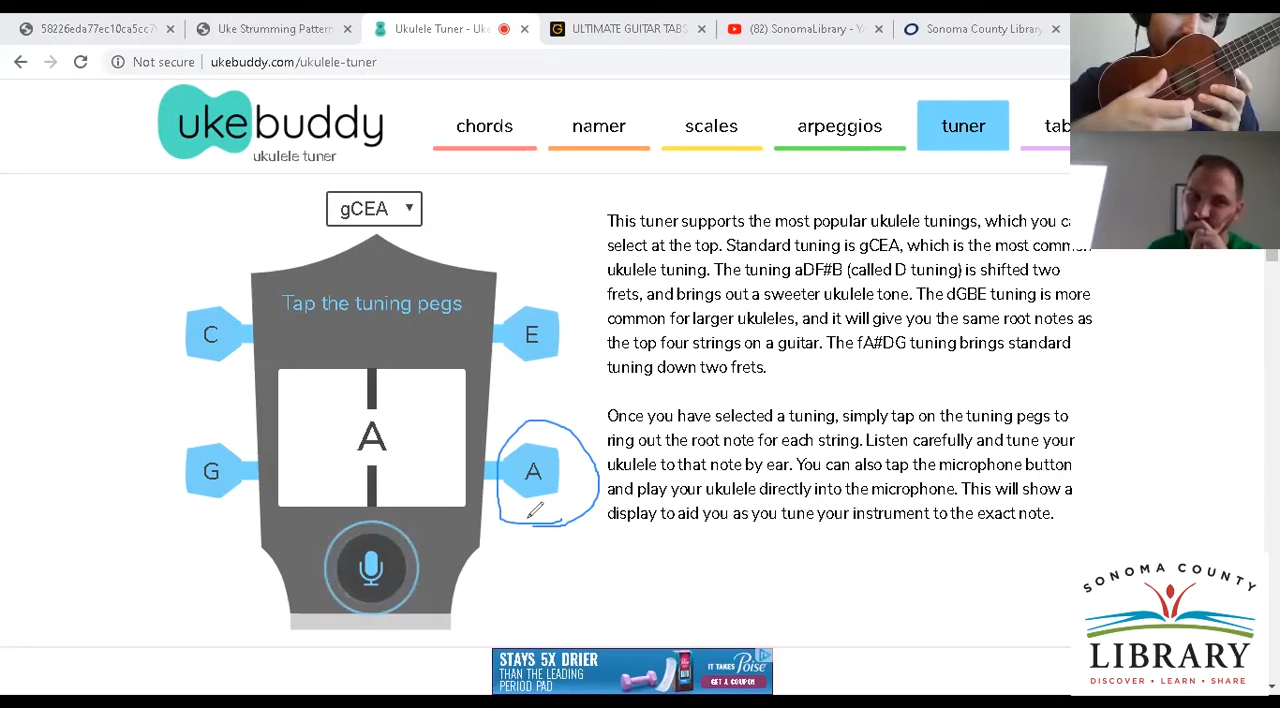 58226eda77ec10ca5cc7
Uke Strumming Pattern
Ukulele Tuner - Uke
ULTIMATE GUITAR TABS
(82) SonomaLibrary - Yo
Sonoma County Library
Not secure
ukebuddy.com/ukulele-tuner
ukebuddy
ukulele tuner
chords
namer
scales
arpeggios
tuner
tab
gCEA
Tap the tuning pegs
C
E
A
G
A
This tuner supports the most popular ukulele tunings, which you ca
select at the top. Standard tuning is gCEA, which is the most comm
ukulele tuning. The tuning aDF#B (called D tuning) is shifted two
frets, and brings out a sweeter ukulele tone. The dGBE tuning is more
common for larger ukuleles, and it will give you the same root notes as
the top four strings on a guitar. The fA#DG tuning brings standard
tuning down two frets.
Once you have selected a tuning, simply tap on the tuning pegs to
ring out the root note for each string. Listen carefully and tune your
ukulele to that note by ear. You can also tap the microphone button
and play your ukulele directly into the microphone. This will show a
display to aid you as you tune your instrument to the exact note.
STAYS 5X DRIER
THAN THE LEADING
PERIOD PAD
IT TAKES
Poise
GET A COUPON
SONOMA COUNTY
LIBRARY
DISCOVER • LEARN • SHARE